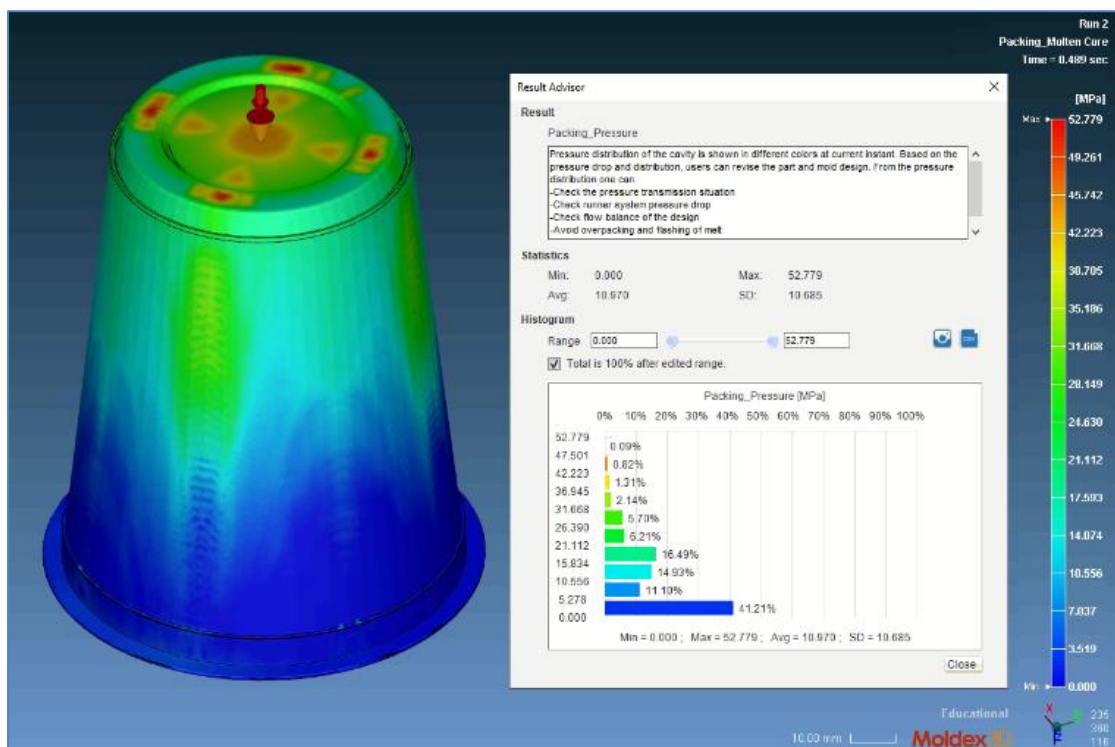 Run 2
Packing_Molten Core
Time = 0.489 sec
[MPa]
Max
52.779
49.261
45.742
42.223
38.705
35.186
31.668
28.149
24.630
21.112
17.593
14.074
10.556
7.037
3.519
Min
0.000
Result Advisor
Result
Packing_Pressure
Pressure distribution of the cavity is shown in different colors at current instant. Based on the
pressure drop and distribution, users can revise the part and mold design. From the pressure
distribution one can
-Check the pressure transmission situation
-Check runner system pressure drop
-Check flow balance of the design
-Avoid overpacking and flashing of melt
Statistics
Min: 0.000 Max: 52.779
Avg: 10.970 SD: 10.685
Histogram
Range 0.000 52.779
Total is 100% after edited range.
Packing_Pressure [MPa]
0% 10% 20% 30% 40% 50% 60% 70% 80% 90% 100%
52.779
0.09%
47.501
0.82%
42.223
1.31%
36.945
2.14%
31.668
5.70%
26.390
6.21%
21.112
16.49%
15.834
14.93%
10.556
11.10%
5.278
41.21%
0.000
Min = 0.000 ; Max = 52.779 ; Avg = 10.970 ; SD = 10.685
Close
Educational
10.00 mm
Moldex3D
X
235
360
116